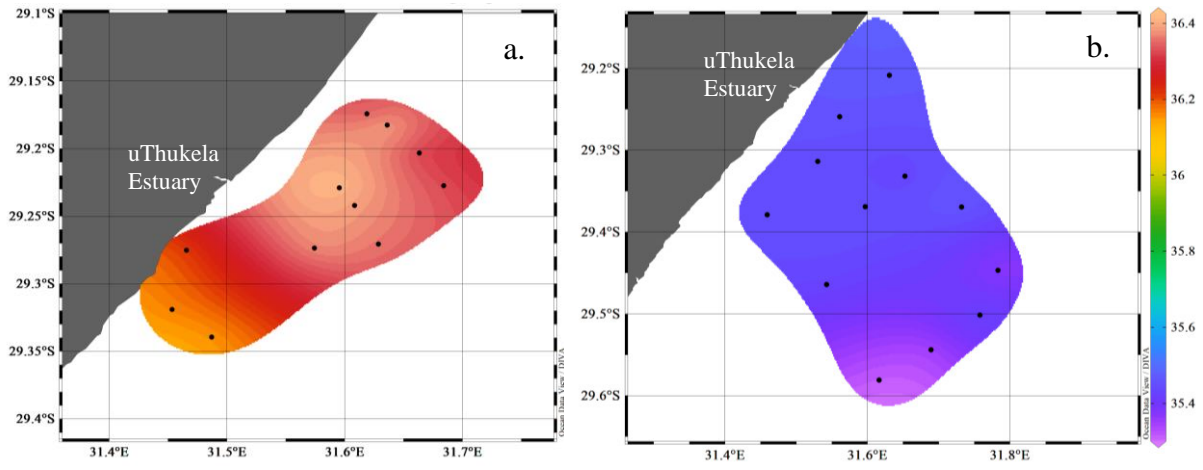 29.1°S
29.15°S
29.2°S
29.25°S
29.3°S
29.35°S
29.4°S
31.4°E
31.5°E
31.6°E
31.7°E
a.
uThukela
Estuary
Ocean Data View / DIVA
29.2°S
29.3°S
29.4°S
29.5°S
29.6°S
31.4°E
31.6°E
31.8°E
b.
uThukela
Estuary
Ocean Data View / DIVA
36.4
36.2
36
35.8
35.6
35.4